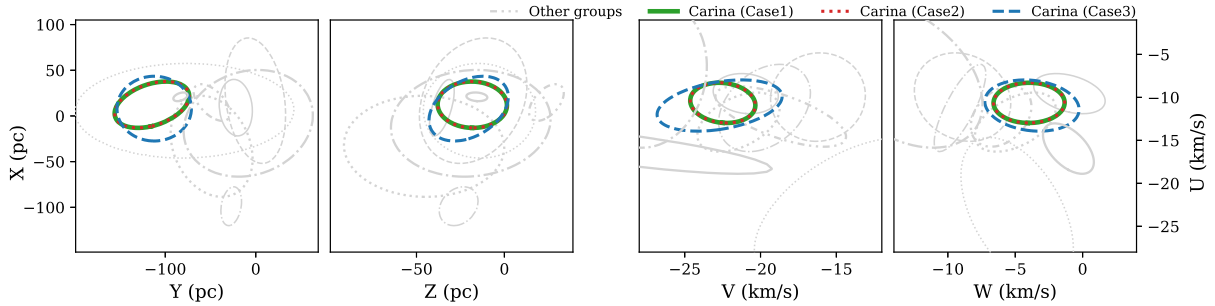 Other groups Carina (Case1) Carina (Case2) Carina (Case3)
100
50
0
−50
−100
X (pc)
−100 0
Y (pc)
−50 0
Z (pc)
−25 −20 −15
V (km/s)
−10 −5 0
W (km/s)
−5
−10
−15
−20
−25
U (km/s)